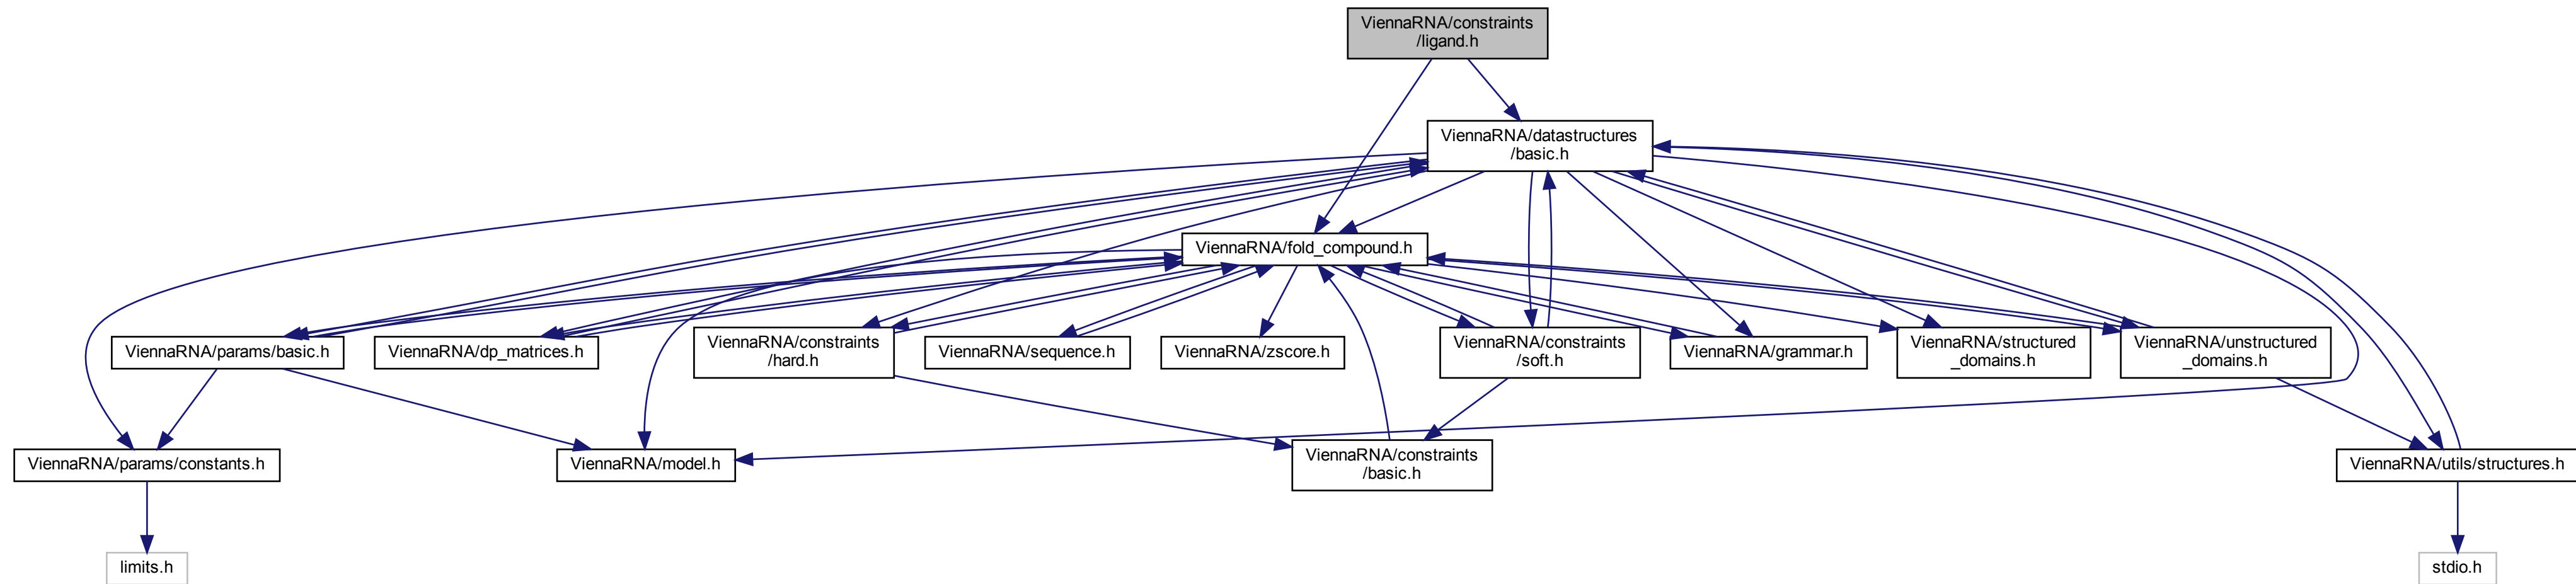 ViennaRNA/constraints
/ligand.h
ViennaRNA/datastructures
/basic.h
ViennaRNA/fold_compound.h
ViennaRNA/params/basic.h
ViennaRNA/dp_matrices.h
ViennaRNA/constraints
/hard.h
ViennaRNA/sequence.h
ViennaRNA/zscore.h
ViennaRNA/constraints
/soft.h
ViennaRNA/grammar.h
ViennaRNA/structured
_domains.h
ViennaRNA/unstructured
_domains.h
ViennaRNA/params/constants.h
ViennaRNA/model.h
ViennaRNA/constraints
/basic.h
ViennaRNA/utils/structures.h
limits.h
stdio.h